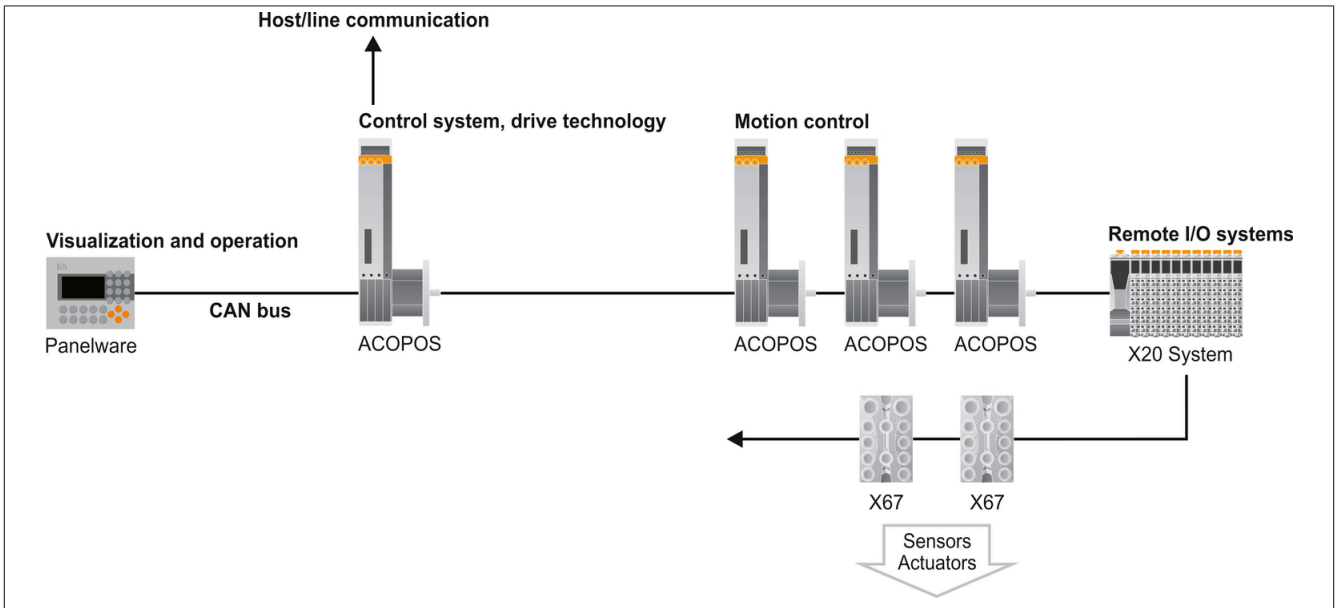 Host/line communication
Control system, drive technology
Motion control
Visualization and operation
Remote I/O systems
CAN bus
Panelware
ACOPOS
ACOPOS
ACOPOS
ACOPOS
X20 System
X67
X67
Sensors
Actuators